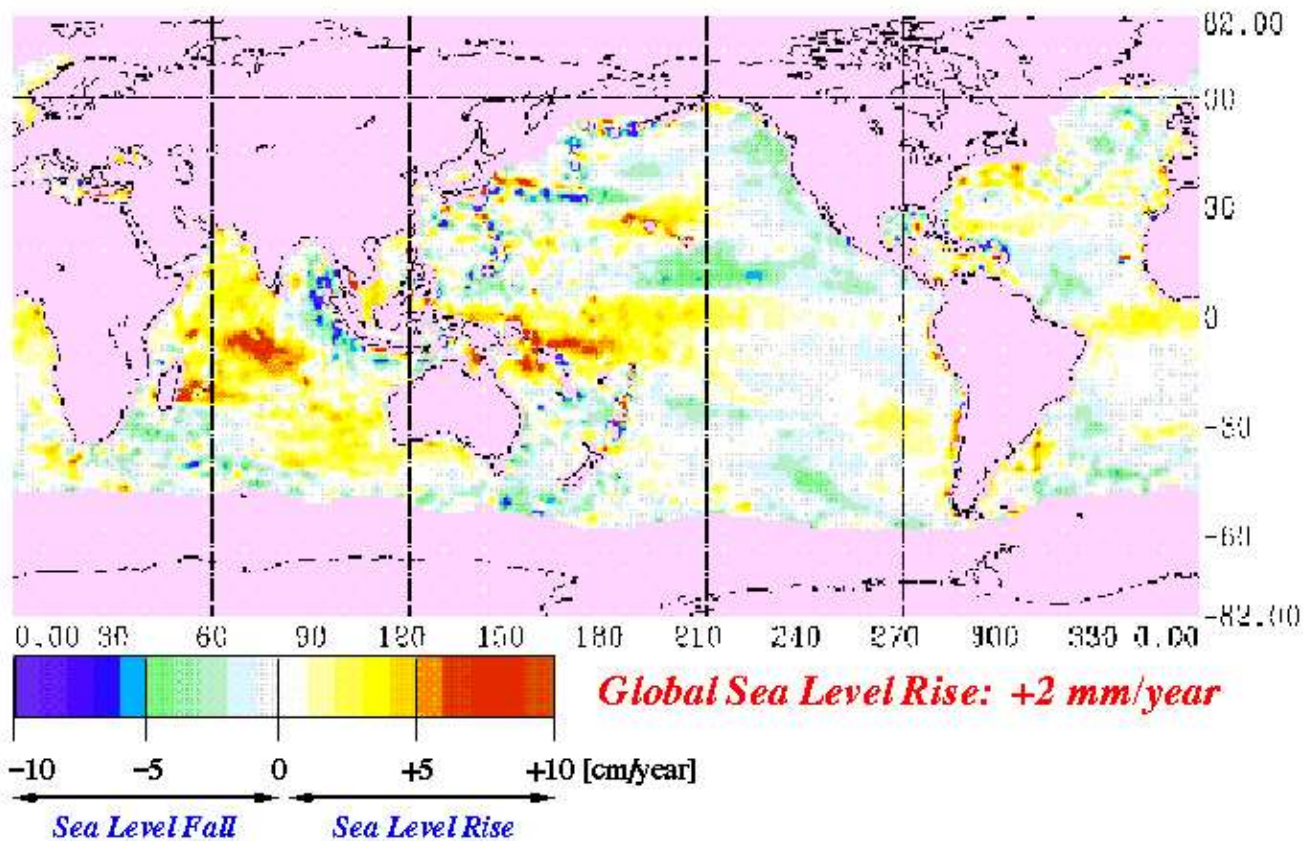 82.00
60
30
0
-30
-60
-82.00
0.00 30 60 90 120 150 180 210 240 270 300 330 0.00
Global Sea Level Rise: +2 mm/year
-10 -5 0 +5 +10 [cm/year]
Sea Level Fall Sea Level Rise